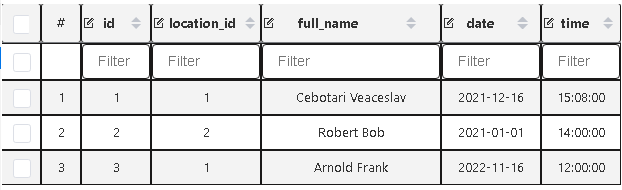 # id location_id full_name date time
Filter Filter Filter Filter Filter
1 1 1 Cebotari Veaceslav 2021-12-16 15:08:00
2 2 2 Robert Bob 2021-01-01 14:00:00
3 3 1 Arnold Frank 2022-11-16 12:00:00